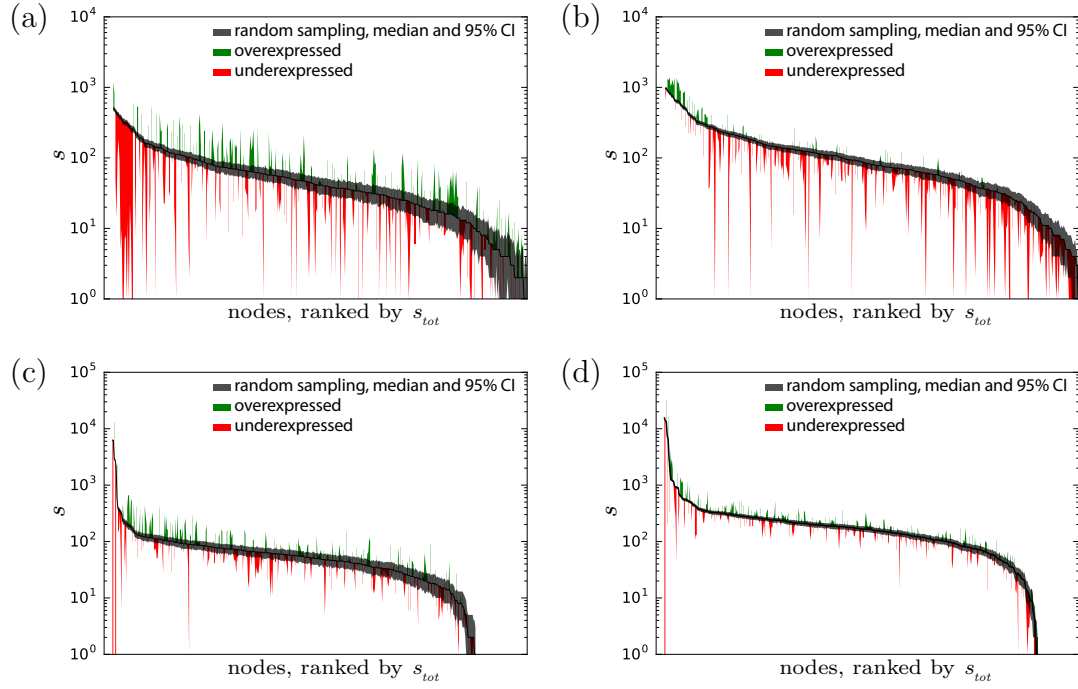 (a)
10^4
10^3
10^2
10^1
10^0
s
random sampling, median and 95% CI
overexpressed
underexpressed
nodes, ranked by s_tot
(b)
10^4
10^3
10^2
10^1
10^0
s
random sampling, median and 95% CI
overexpressed
underexpressed
nodes, ranked by s_tot
(c)
10^5
10^4
10^3
10^2
10^1
10^0
s
random sampling, median and 95% CI
overexpressed
underexpressed
nodes, ranked by s_tot
(d)
10^5
10^4
10^3
10^2
10^1
10^0
s
random sampling, median and 95% CI
overexpressed
underexpressed
nodes, ranked by s_tot